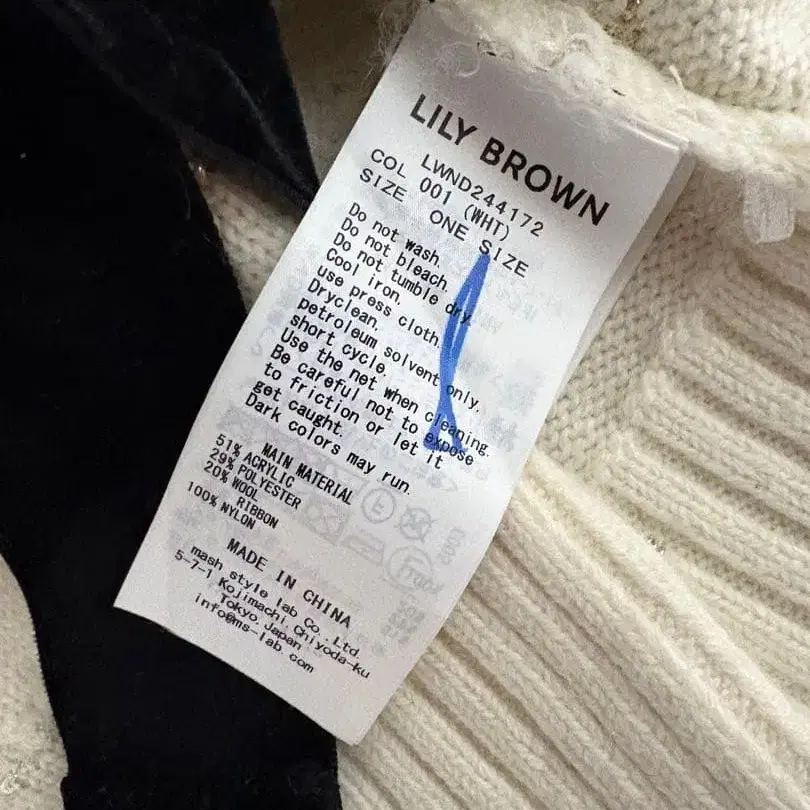 LILY BROWN
LWND244172
COL 001 (WHT)
SIZE ONE SIZE
Do not wash.
Do not bleach.
Do not tumble dry.
Cool iron.
use press cloth.
Dryclean.
petroleum solvent only.
short cycle.
Use the net when cleaning.
Be careful not to expose
to friction or let it
get caught.
Dark colors may run.
MAIN MATERIAL
51% ACRYLIC
29% POLYESTER
20% WOOL
RIBBON
100% NYLON
MADE IN CHINA
mash style lab Co., Ltd
5-7-1 Kojimachi, Chiyoda-ku
Tokyo, Japan
info@ms-lab.com